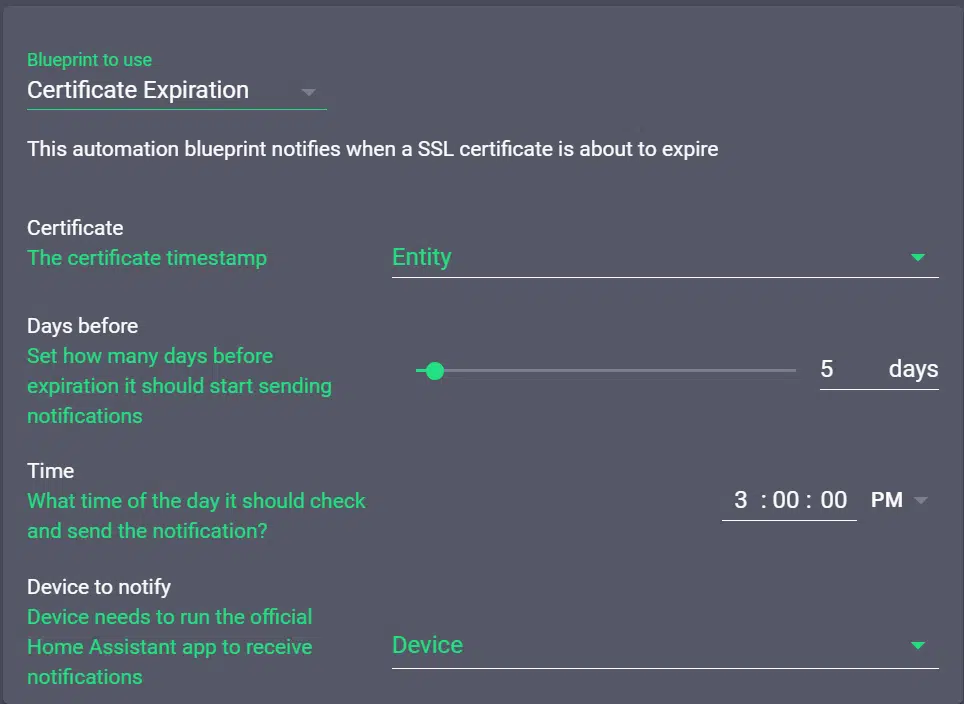 Blueprint to use
Certificate Expiration
This automation blueprint notifies when a SSL certificate is about to expire
Certificate
The certificate timestamp
Entity
Days before
Set how many days before
expiration it should start sending
notifications
5 days
Time
What time of the day it should check
and send the notification?
3 : 00 : 00 PM
Device to notify
Device needs to run the official
Home Assistant app to receive
notifications
Device